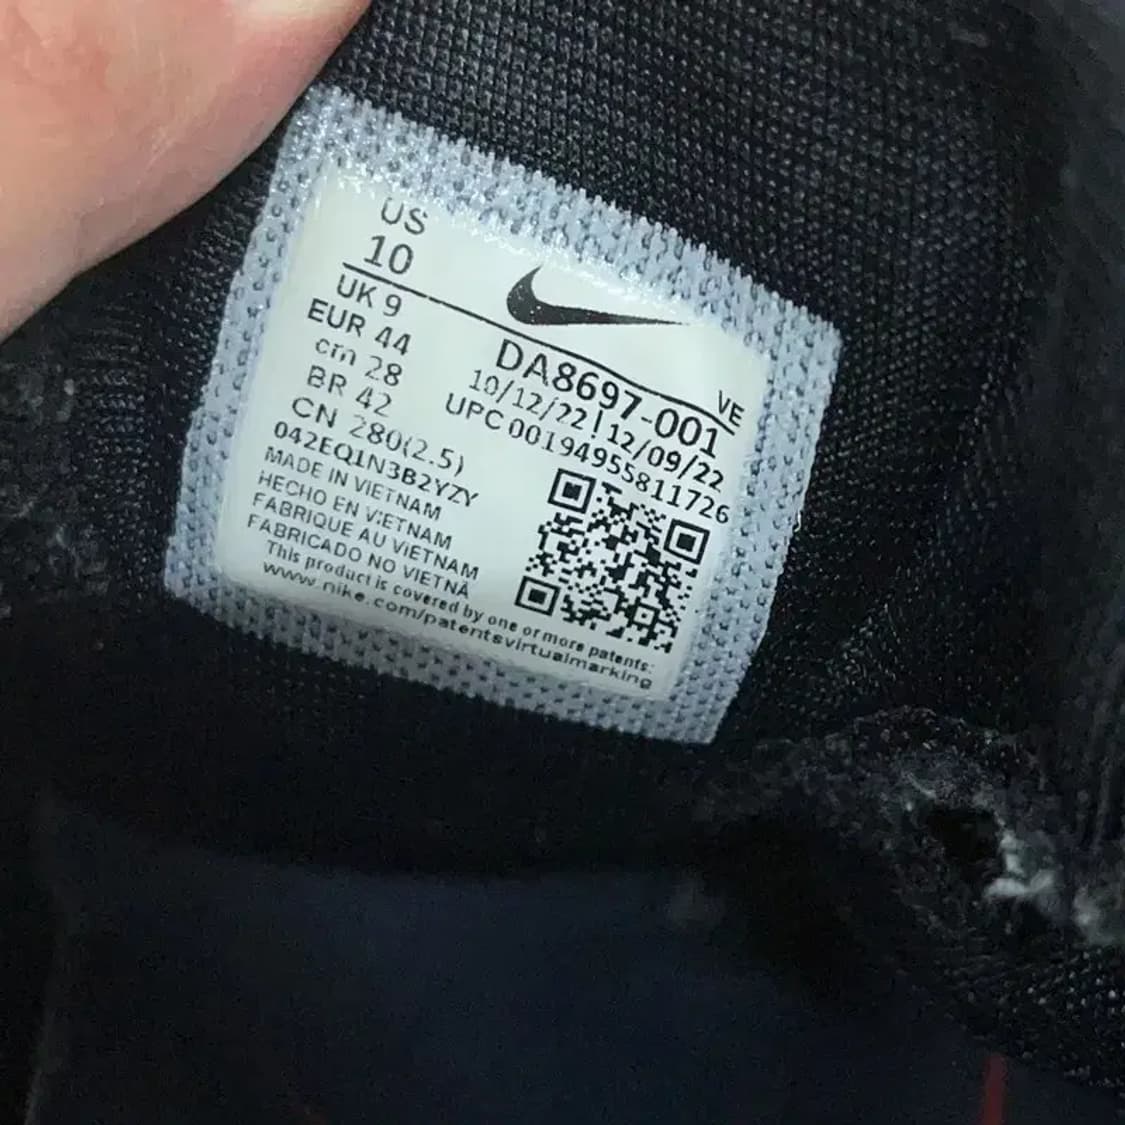 US
10
UK 9
EUR 44
cm 28
BR 42
CN 280(2.5)
VE
DA8697-001
10/12/22 | 12/09/22
UPC 00194955811726
042EQ1N3B2YZY
MADE IN VIETNAM
HECHO EN VIETNAM
FABRIQUE AU VIETNAM
FABRICADO NO VIETNÃ
This product is covered by one or more patents:
www.nike.com/patentsvirtualmarking